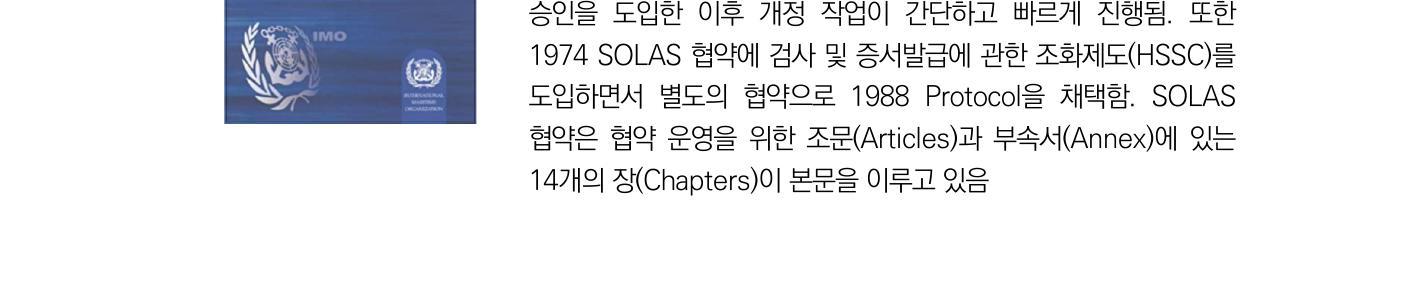 IMO
INTERNATIONAL
MARITIME
ORGANIZATION
승인을 도입한 이후 개정 작업이 간단하고 빠르게 진행됨. 또한
1974 SOLAS 협약에 검사 및 증서발급에 관한 조화제도(HSSC)를
도입하면서 별도의 협약으로 1988 Protocol을 채택함. SOLAS
협약은 협약 운영을 위한 조문(Articles)과 부속서(Annex)에 있는
14개의 장(Chapters)이 본문을 이루고 있음